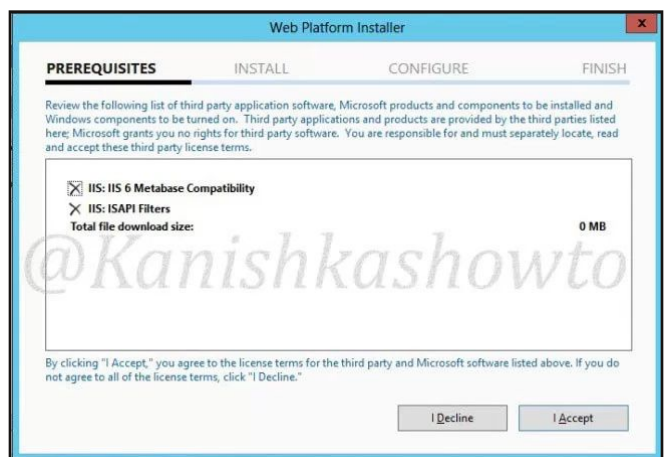 Web Platform Installer
x
PREREQUISITES INSTALL CONFIGURE FINISH
Review the following list of third party application software, Microsoft products and components to be installed and
Windows components to be turned on. Third party applications and products are provided by the third parties listed
here; Microsoft grants you no rights for third party software. You are responsible for and must separately locate, read
and accept these third party license terms.
X IIS: IIS 6 Metabase Compatibility
X IIS: ISAPI Filters
Total file download size: 0 MB
@Kanishkashowto
By clicking "I Accept," you agree to the license terms for the third party and Microsoft software listed above. If you do
not agree to all of the license terms, click "I Decline."
I Decline I Accept